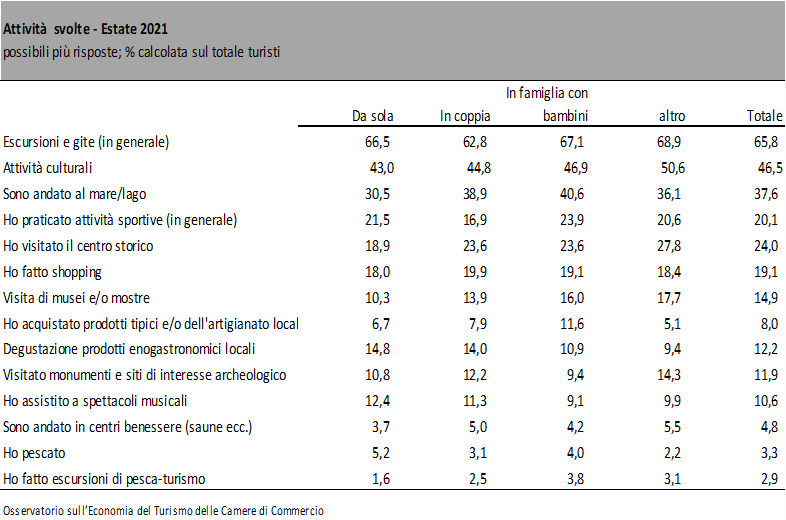 Attività svolte - Estate 2021
possibili più risposte; % calcolata sul totale turisti
In famiglia con
Da sola In coppia bambini altro Totale
Escursioni e gite (in generale) 66,5 62,8 67,1 68,9 65,8
Attività culturali 43,0 44,8 46,9 50,6 46,5
Sono andato al mare/lago 30,5 38,9 40,6 36,1 37,6
Ho praticato attività sportive (in generale) 21,5 16,9 23,9 20,6 20,1
Ho visitato il centro storico 18,9 23,6 23,6 27,8 24,0
Ho fatto shopping 18,0 19,9 19,1 18,4 19,1
Visita di musei e/o mostre 10,3 13,9 16,0 17,7 14,9
Ho acquistato prodotti tipici e/o dell'artigianato local 6,7 7,9 11,6 5,1 8,0
Degustazione prodotti enogastronomici locali 14,8 14,0 10,9 9,4 12,2
Visitato monumenti e siti di interesse archeologico 10,8 12,2 9,4 14,3 11,9
Ho assistito a spettacoli musicali 12,4 11,3 9,1 9,9 10,6
Sono andato in centri benessere (saune ecc.) 3,7 5,0 4,2 5,5 4,8
Ho pescato 5,2 3,1 4,0 2,2 3,3
Ho fatto escursioni di pesca-turismo 1,6 2,5 3,8 3,1 2,9
Osservatorio sull'Economia del Turismo delle Camere di Commercio